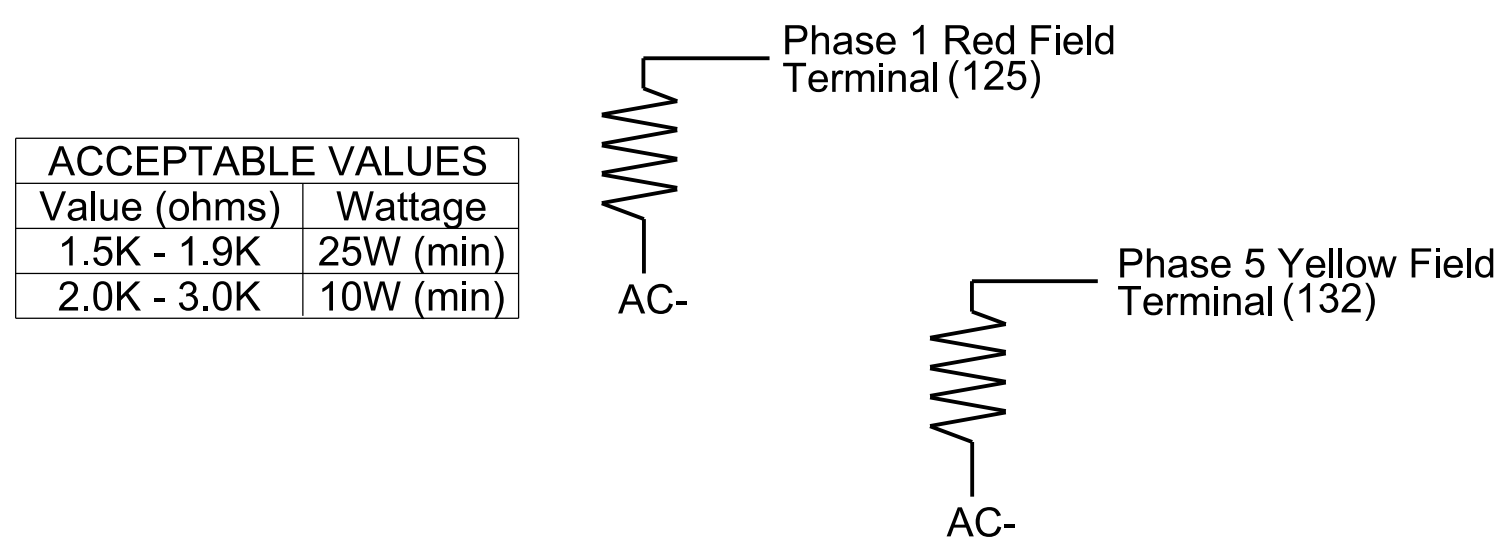 ACCEPTABLE VALUES
Value (ohms) Wattage
1.5K - 1.9K 25W (min)
2.0K - 3.0K 10W (min)
Phase 1 Red Field
Terminal (125)
AC-
Phase 5 Yellow Field
Terminal (132)
AC-